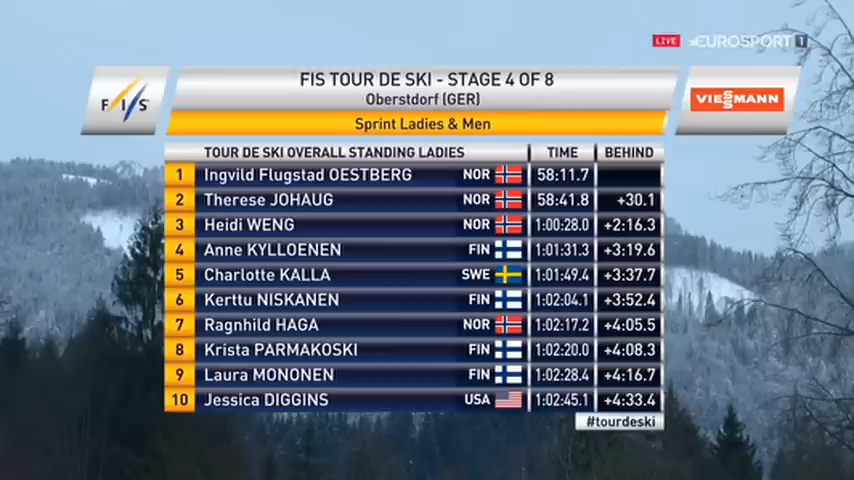 LIVE EUROSPORT 1
FIS
FIS TOUR DE SKI - STAGE 4 OF 8
Oberstdorf (GER)
VIESSMANN
Sprint Ladies & Men
TOUR DE SKI OVERALL STANDING LADIES TIME BEHIND
1 Ingvild Flugstad OESTBERG NOR 58:11.7
2 Therese JOHAUG NOR 58:41.8 +30.1
3 Heidi WENG NOR 1:00:28.0 +2:16.3
4 Anne KYLLOENEN FIN 1:01:31.3 +3:19.6
5 Charlotte KALLA SWE 1:01:49.4 +3:37.7
6 Kerttu NISKANEN FIN 1:02:04.1 +3:52.4
7 Ragnhild HAGA NOR 1:02:17.2 +4:05.5
8 Krista PARMAKOSKI FIN 1:02:20.0 +4:08.3
9 Laura MONONEN FIN 1:02:28.4 +4:16.7
10 Jessica DIGGINS USA 1:02:45.1 +4:33.4
#tourdeski